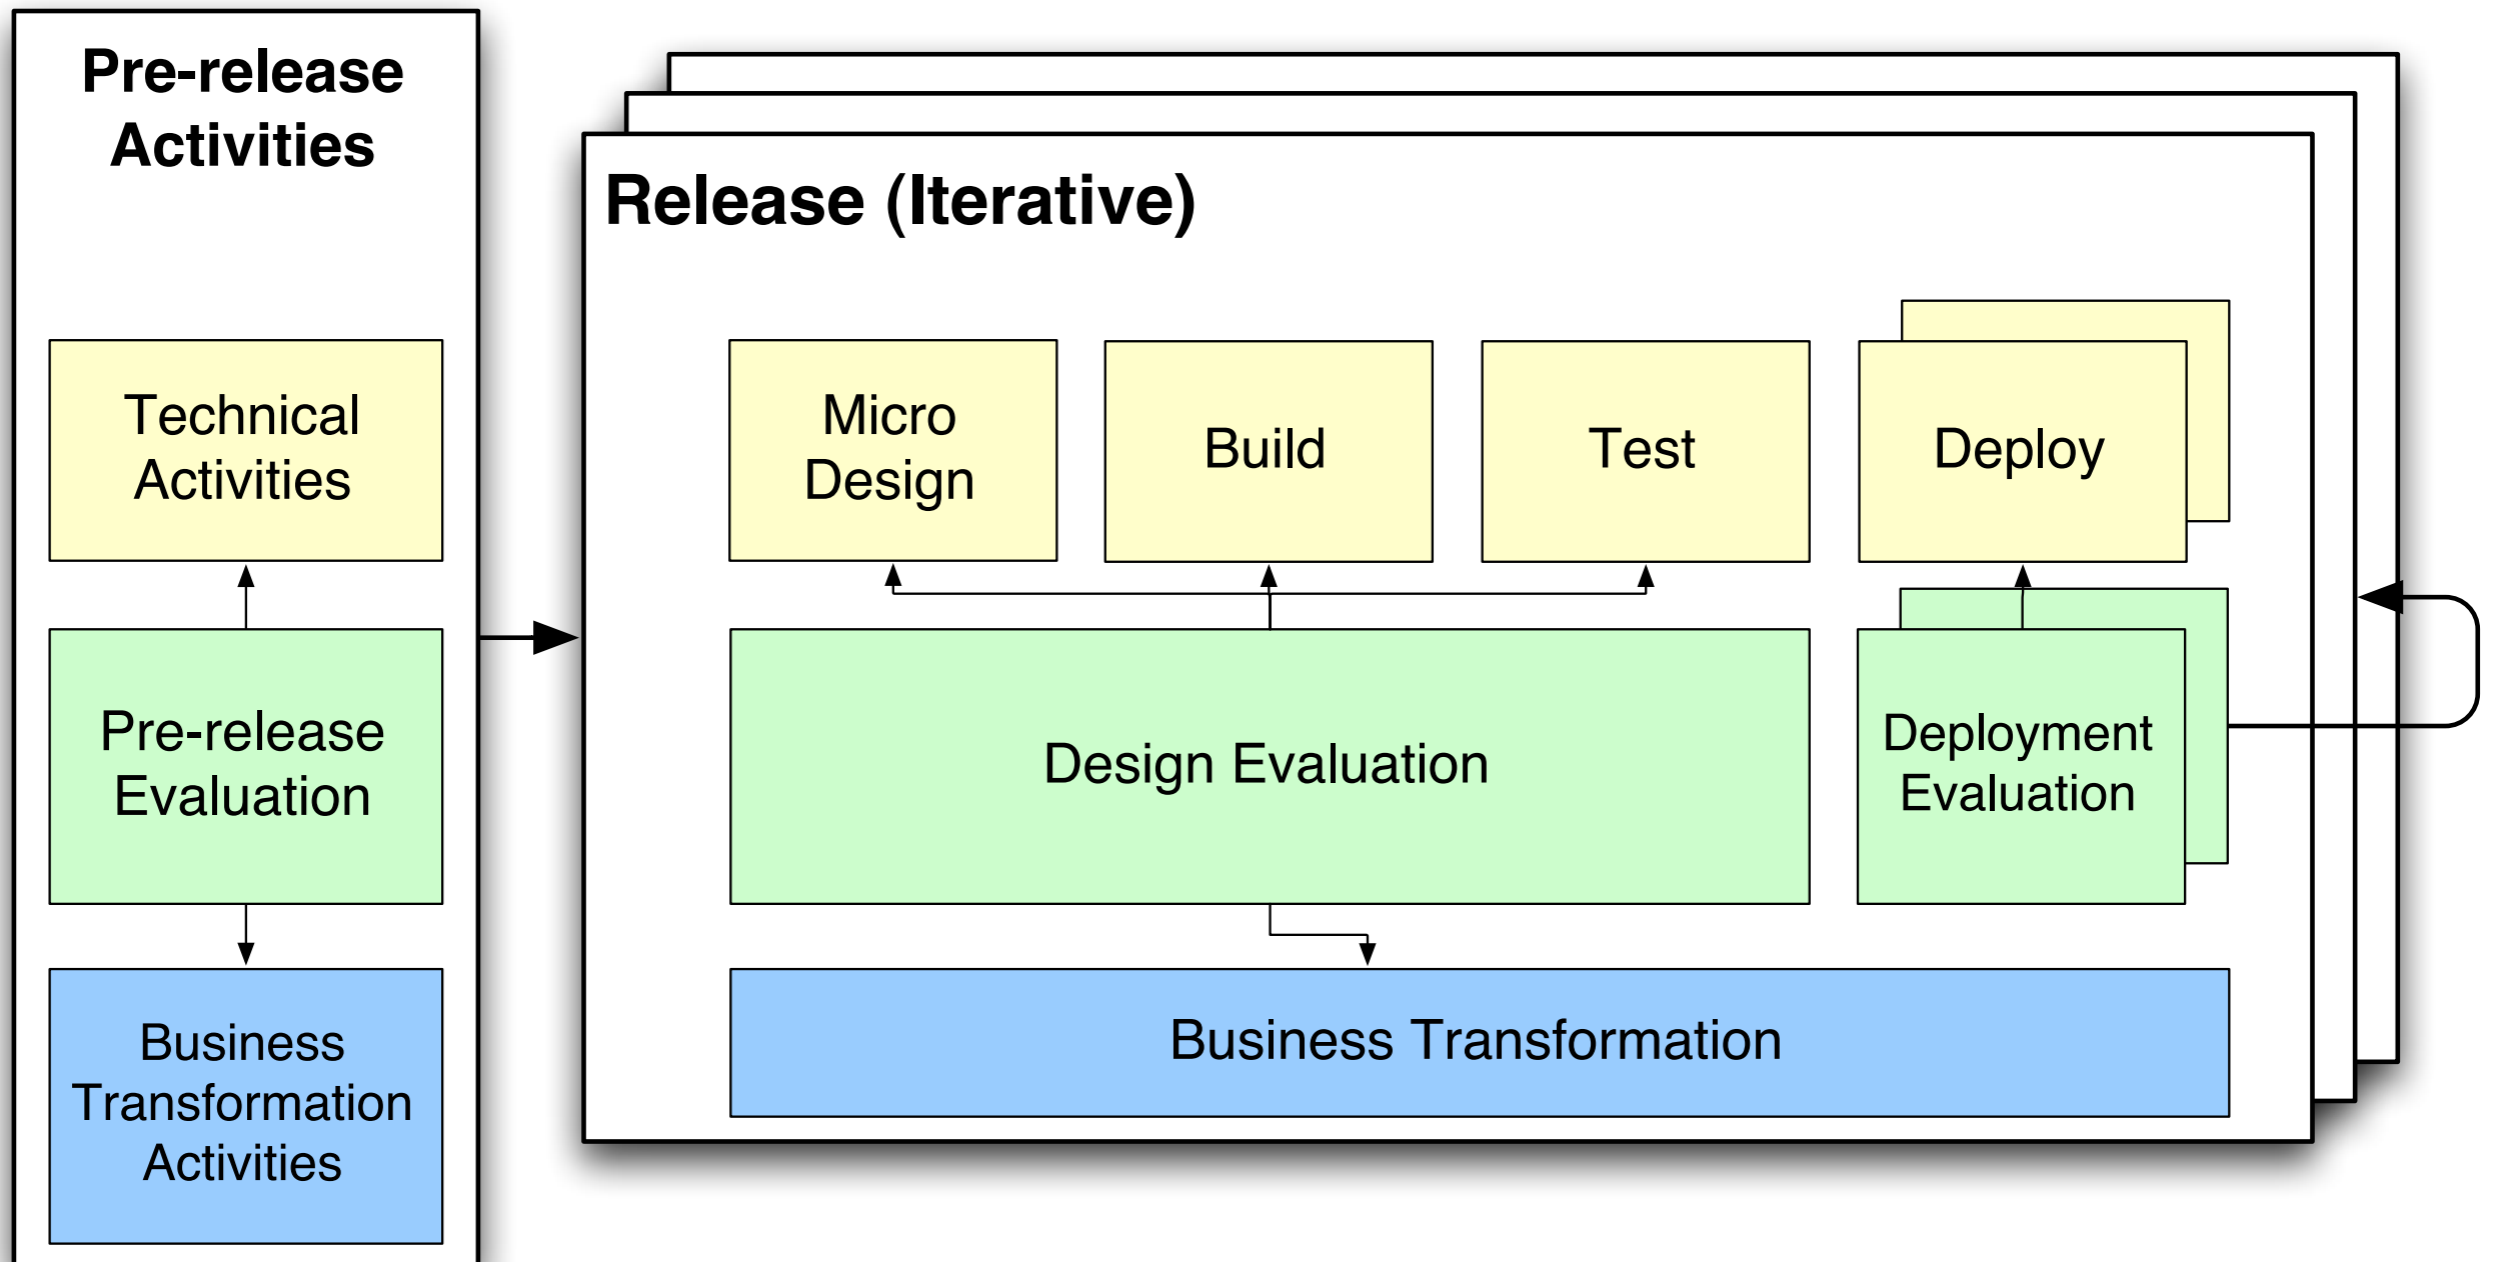 Pre-release
Activities
Technical
Activities
Pre-release
Evaluation
Business
Transformation
Activities
Release (Iterative)
Micro
Design
Build
Test
Deploy
Design Evaluation
Deployment
Evaluation
Business Transformation